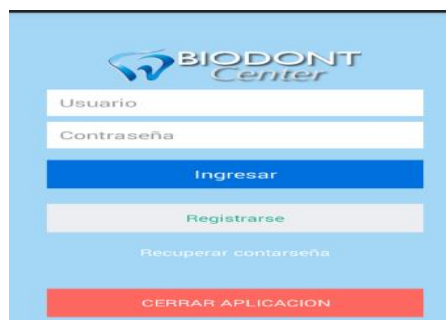 BIODONT
Center
Usuario
Contraseña
Ingresar
Registrarse
Recuperar contarseña
CERRAR APLICACION